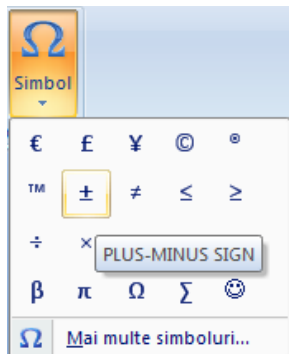 Simbol
€ £ ¥ © ®
™ ± ≠ ≤ ≥
÷ ×
PLUS-MINUS SIGN
β π Ω ∑ ☺
Ω Mai multe simboluri...